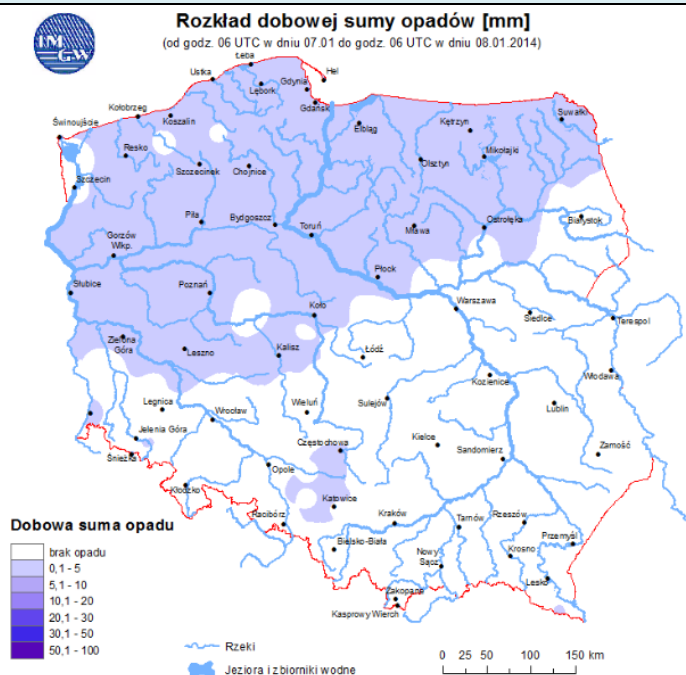 Rozkład dobowej sumy opadów [mm]
(od godz. 06 UTC w dniu 07.01 do godz. 06 UTC w dniu 08.01.2014)
IM
GW
Łeba
Hel
Ustka
Gdynia
Lębork
Gdańsk
Kołobrzeg
Koszalin
Suwałki
Świnoujście
Elbląg
Kętrzyn
Resko
Szczecinek
Chojnice
Olsztyn
Mikołajki
Szczecin
Piła
Bydgoszcz
Toruń
Mława
Ostrołęka
Białystok
Gorzów
Wlkp.
Słubice
Poznań
Płock
Koło
Warszawa
Siedlce
Terespol
Zielona
Góra
Leszno
Kalisz
Łódź
Kozienice
Włodawa
Legnica
Wrocław
Wieluń
Sulejów
Lublin
Jelenia Góra
Częstochowa
Kielce
Sandomierz
Zamość
Śnieżka
Opole
Kłodzko
Katowice
Racibórz
Kraków
Tarnów
Rzeszów
Przemyśl
Bielsko-Biała
Nowy
Sącz
Krosno
Lesko
Zakopane
Kasprowy Wierch
Dobowa suma opadu
brak opadu
0,1 - 5
5,1 - 10
10,1 - 20
20,1 - 30
30,1 - 50
50,1 - 100
Rzeki
Jeziora i zbiorniki wodne
0 25 50 100 150 km